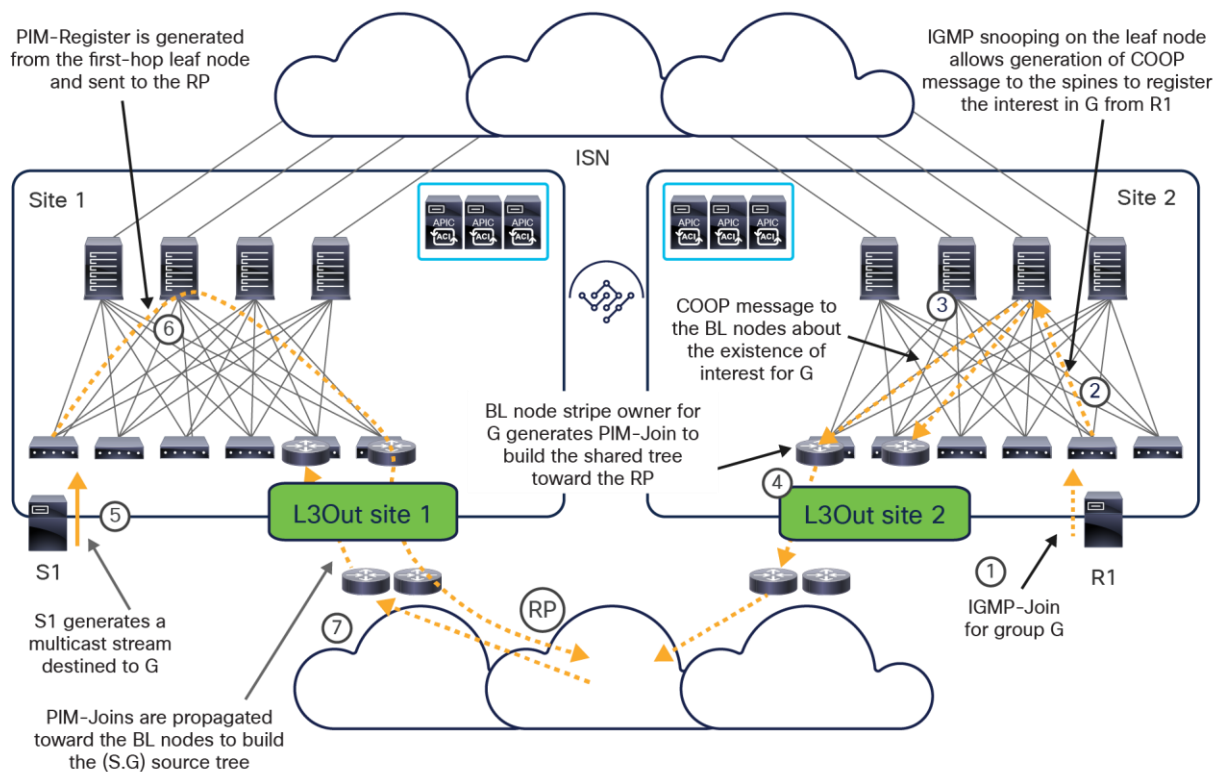 PIM-Register is generated
from the first-hop leaf node
and sent to the RP
IGMP snooping on the leaf node
allows generation of COOP
message to the spines to register
the interest in G from R1
ISN
Site 1
APIC
ACI
APIC
ACI
APIC
ACI
APIC
ACI
APIC
ACI
APIC
ACI
Site 2
6
COOP message to
the BL nodes about
the existence of
interest for G
3
2
BL node stripe owner for
G generates PIM-Join to
build the shared tree
toward the RP
4
5
L3Out site 1
L3Out site 2
S1
R1
1
IGMP-Join
for group G
S1 generates a
multicast stream
destined to G
7
RP
PIM-Joins are propagated
toward the BL nodes to build
the (S.G) source tree